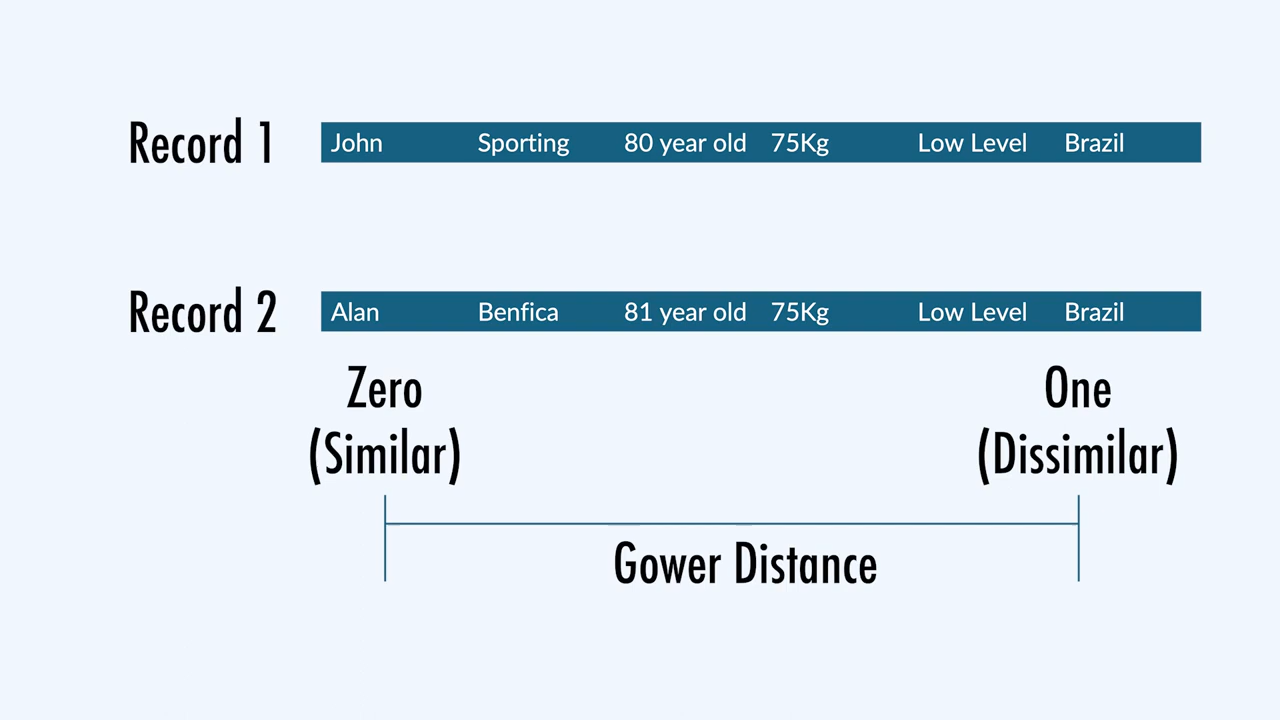 Record 1 John Sporting 80 year old 75Kg Low Level Brazil
Record 2 Alan Benfica 81 year old 75Kg Low Level Brazil
Zero One
(Similar) (Dissimilar)
Gower Distance